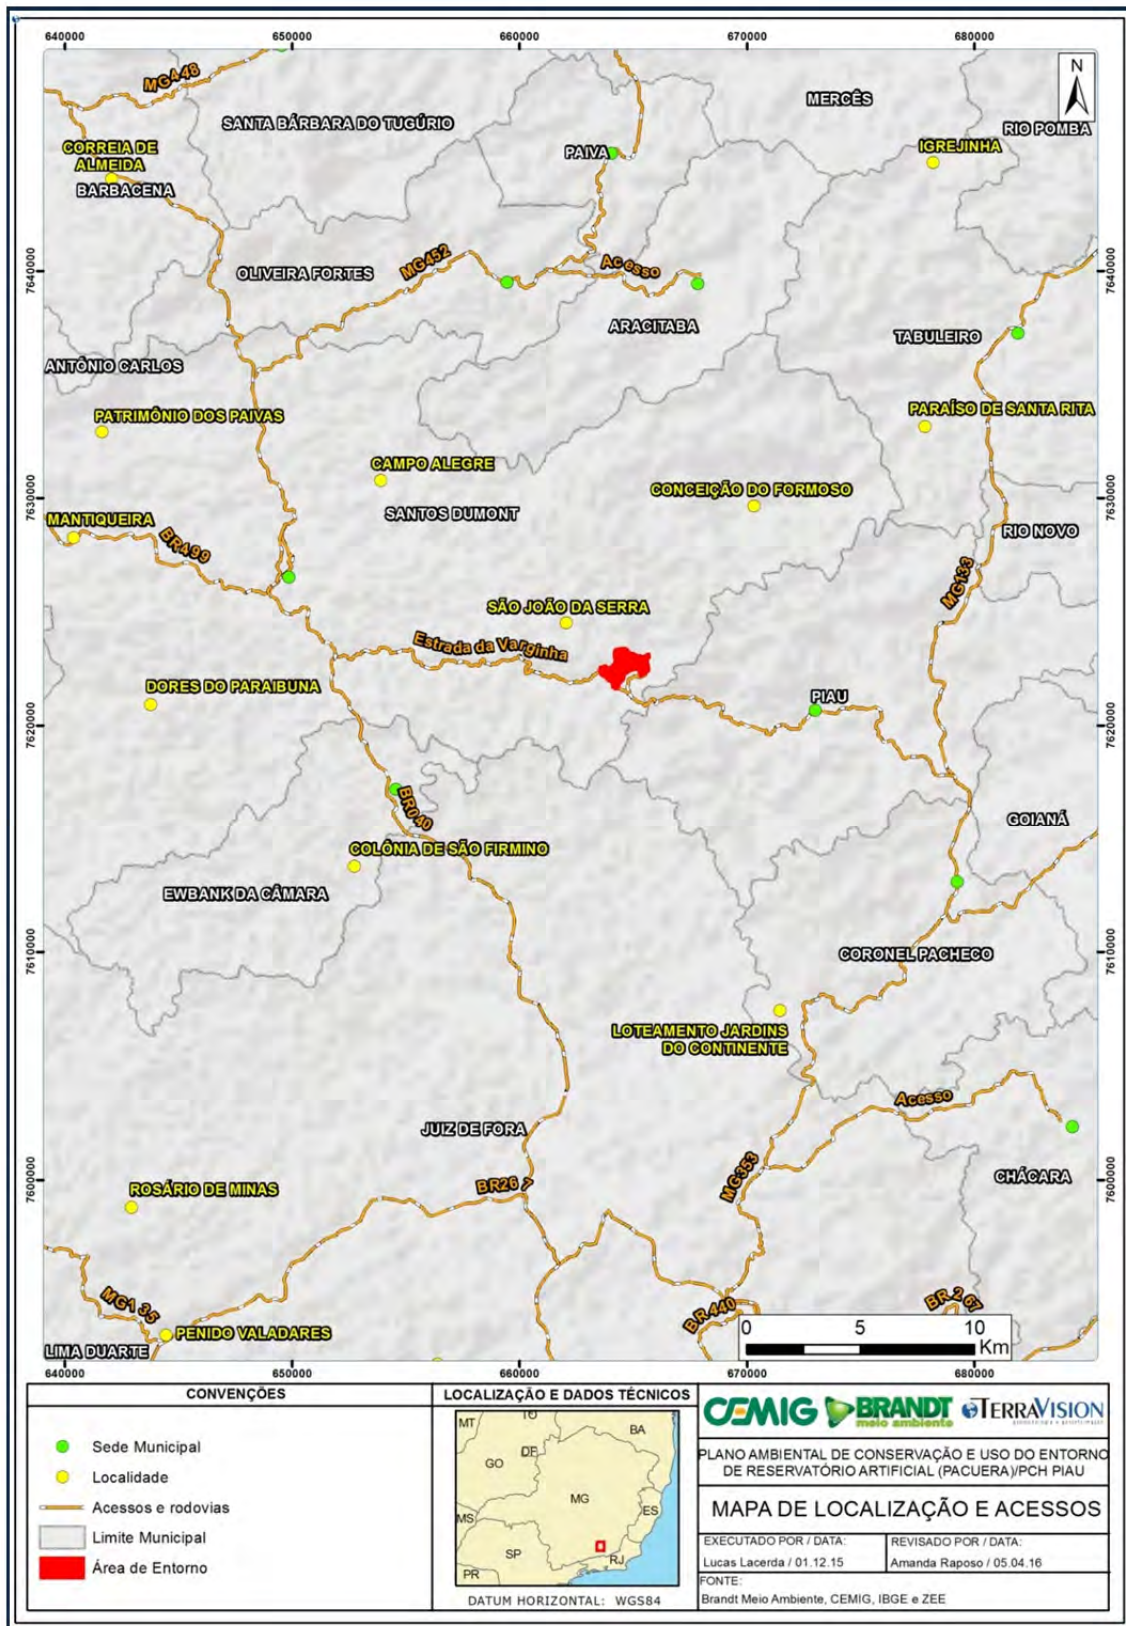 640000
650000
660000
670000
680000
MG448
SANTA BÁRBARA DO TUGÚRIO
MERCÊS
N
RIO POMBA
CORREIA DE
ALMEIDA
BARBACENA
PAIVA
IGREJINHA
7640000
OLIVEIRA FORTES
MG452
Acesso
7640000
ARACITABA
TABULEIRO
ANTÔNIO CARLOS
PATRIMÔNIO DOS PAIVAS
PARAÍSO DE SANTA RITA
CAMPO ALEGRE
CONCEIÇÃO DO FORMOSO
7630000
SANTOS DUMONT
7630000
MANTIQUEIRA
BR499
RIO NOVO
MG133
SÃO JOÃO DA SERRA
Estrada da Varginha
DORES DO PARAIBUNA
PIAU
7620000
7620000
BR040
GOIANÁ
COLÔNIA DE SÃO FIRMINO
EWBANK DA CÂMARA
7610000
CORONEL PACHECO
7610000
LOTEAMENTO JARDINS
DO CONTINENTE
Acesso
JUIZ DE FORA
7600000
ROSÁRIO DE MINAS
BR267
MG353
CHÁCARA
7600000
MG135
PENIDO VALADARES
LIMA DUARTE
BR440
BR267
0 5 10
Km
640000
650000
660000
670000
680000
CONVENÇÕES
Sede Municipal
Localidade
Acessos e rodovias
Limite Municipal
Área de Entorno
LOCALIZAÇÃO E DADOS TÉCNICOS
MT
TO
BA
DF
GO
MG
ES
MS
SP
RJ
PR
DATUM HORIZONTAL: WGS84
CEMIG
BRANDT
meio ambiente
TERRAVISION
PLANO AMBIENTAL DE CONSERVAÇÃO E USO DO ENTORNO
DE RESERVATÓRIO ARTIFICIAL (PACUERA)/PCH PIAU
MAPA DE LOCALIZAÇÃO E ACESSOS
EXECUTADO POR / DATA:
Lucas Lacerda / 01.12.15
REVISADO POR / DATA:
Amanda Raposo / 05.04.16
FONTE:
Brandt Meio Ambiente, CEMIG, IBGE e ZEE